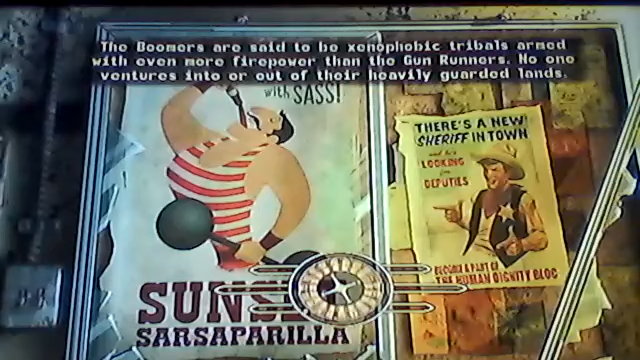 The Boomers are said to be xenophobic tribals armed
with even more firepower than the Gun Runners. No one
ventures into or out of their heavily guarded lands.
with SASS!
SUNS
SARSAPARILLA
THERE'S A NEW
SHERIFF IN TOWN
and he's
LOOKING
for
DEPUTIES
BECOME A PART OF
THE HUMAN DIGNITY BLOC